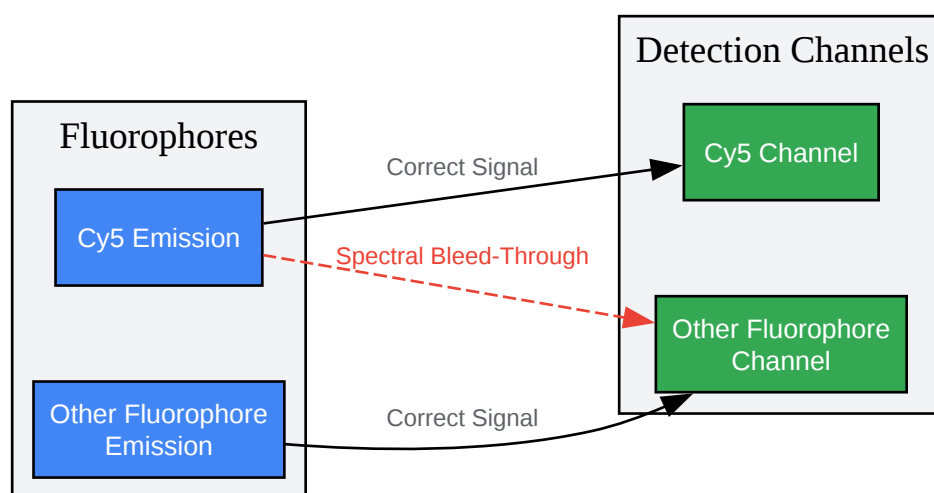 Detection Channels
Fluorophores
Correct Signal
Cy5 Channel
Cy5 Emission
Spectral Bleed-Through
Other Fluorophore
Channel
Other Fluorophore
Emission
Correct Signal